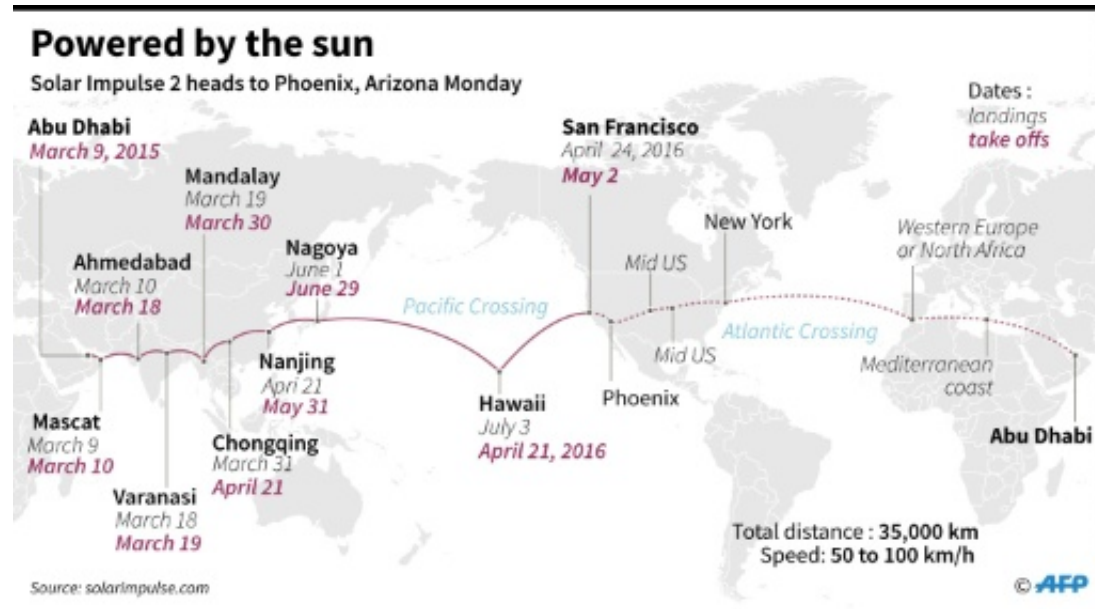 Powered by the sun
Solar Impulse 2 heads to Phoenix, Arizona Monday
Dates :
landings
take offs
Abu Dhabi
March 9, 2015
Mandalay
March 19
March 30
San Francisco
April 24, 2016
May 2
Ahmedabad
March 10
March 18
Nagoya
June 1
June 29
New York
Western Europe
or North Africa
Mid US
Pacific Crossing
Atlantic Crossing
Mid US
Mediterranean
coast
Nanjing
Apri 21
May 31
Phoenix
Hawaii
July 3
April 21, 2016
Abu Dhabi
Mascat
March 9
March 10
Chongqing
March 31
April 21
Varanasi
March 18
March 19
Total distance : 35,000 km
Speed: 50 to 100 km/h
Source: solarimpulse.com
© AFP